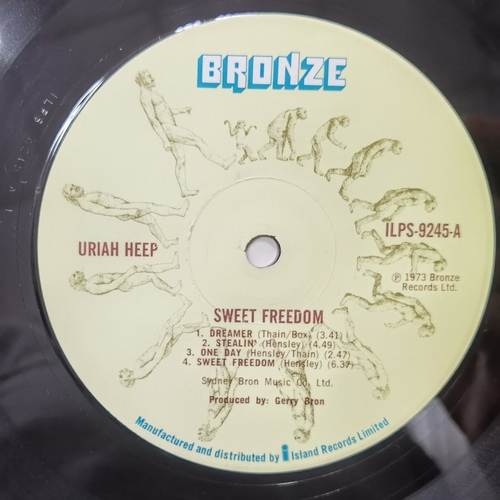 BRONZE
URIAH HEEP
ILPS-9245-A
℗ 1973 Bronze
Records Ltd.
SWEET FREEDOM
1. DREAMER (Thain/Box) (3.41)
2. STEALIN' (Hensley) (4.49)
3. ONE DAY (Hensley/Thain) (2.47)
4. SWEET FREEDOM (Hensley) (6.37)
Sydney Bron Music Co. Ltd.
Produced by: Gerry Bron
Manufactured and distributed by i Island Records Limited